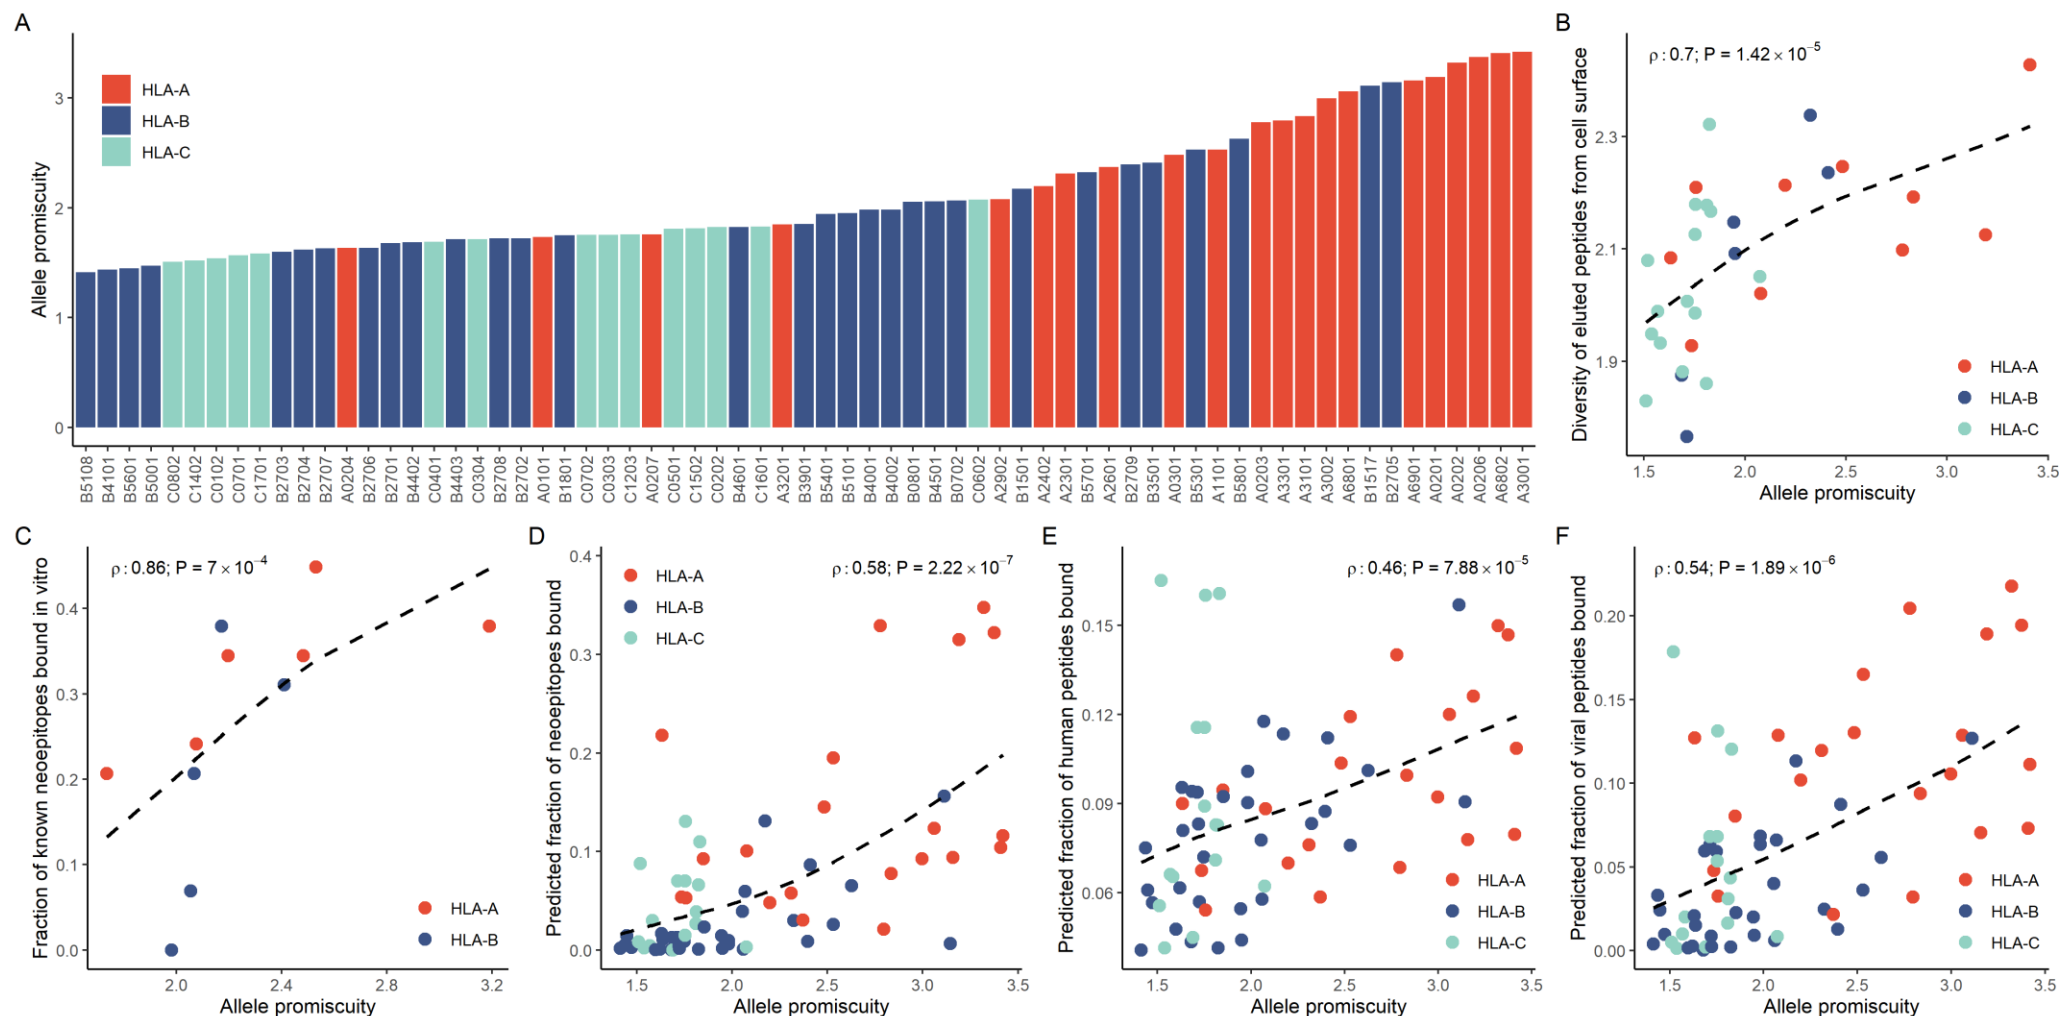 A
Allele promiscuity
3
2
1
0
HLA-A
HLA-B
HLA-C
B5108 B4101 B5601 B5001 C0802 C1402 C0102 C0701 C1701 B2703 B2704 B2707 A0204 B2706 B2701 B4402 C0401 B4403 C0304 B2708 B2702 A0101 B1801 C0702 C0303 C1203 A0207 C0501 C0202 B4601 C1601 A3201 B3901 B5401 B5101 B4001 B4002 B0801 B4501 B0702 C0602 A2902 B1501 A2402 A2301 B5701 A2601 B2709 B3501 A0301 B5301 A1101 B5801 A0203 A3301 A3101 A3002 A6801 B1517 B2705 A6901 A0201 A0202 A0206 A6802 A3001
B
ρ : 0.7; P = 1.42 × 10⁻⁵
Diversity of eluted peptides from cell surface
2.3
2.1
1.9
HLA-A
HLA-B
HLA-C
1.5 2.0 2.5 3.0 3.5
Allele promiscuity
C
ρ : 0.86; P = 7 × 10⁻⁴
Fraction of known neoepitopes bound in vitro
0.4
0.3
0.2
0.1
0.0
HLA-A
HLA-B
2.0 2.4 2.8 3.2
Allele promiscuity
D
HLA-A
HLA-B
HLA-C
ρ : 0.58; P = 2.22 × 10⁻⁷
Predicted fraction of neoepitopes bound
0.4
0.3
0.2
0.1
0.0
1.5 2.0 2.5 3.0 3.5
Allele promiscuity
E
ρ : 0.46; P = 7.88 × 10⁻⁵
Predicted fraction of human peptides bound
0.15
0.12
0.09
0.06
HLA-A
HLA-B
HLA-C
1.5 2.0 2.5 3.0 3.5
Allele promiscuity
F
ρ : 0.54; P = 1.89 × 10⁻⁶
Predicted fraction of viral peptides bound
0.20
0.15
0.10
0.05
0.00
HLA-A
HLA-B
HLA-C
1.5 2.0 2.5 3.0 3.5
Allele promiscuity